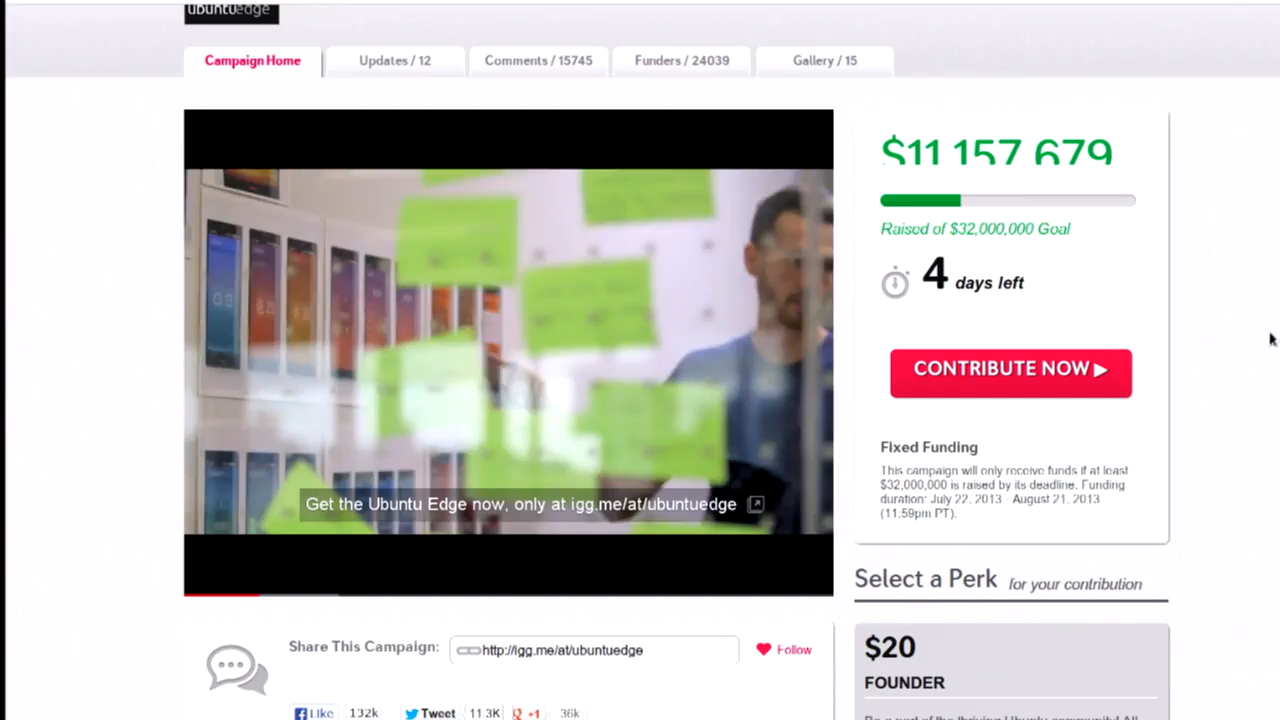 ubuntuedge
Campaign Home
Updates / 12
Comments / 15745
Funders / 24039
Gallery / 15
$11,157,679
Raised of $32,000,000 Goal
4 days left
CONTRIBUTE NOW ▶
Fixed Funding
This campaign will only receive funds if at least
$32,000,000 is raised by its deadline. Funding
duration: July 22, 2013 - August 21, 2013
(11:59pm PT).
Get the Ubuntu Edge now, only at igg.me/at/ubuntuedge
Select a Perk for your contribution
Share This Campaign:
http://igg.me/at/ubuntuedge
Follow
$20
FOUNDER
Like 132k
Tweet 11.3K
g +1 36k